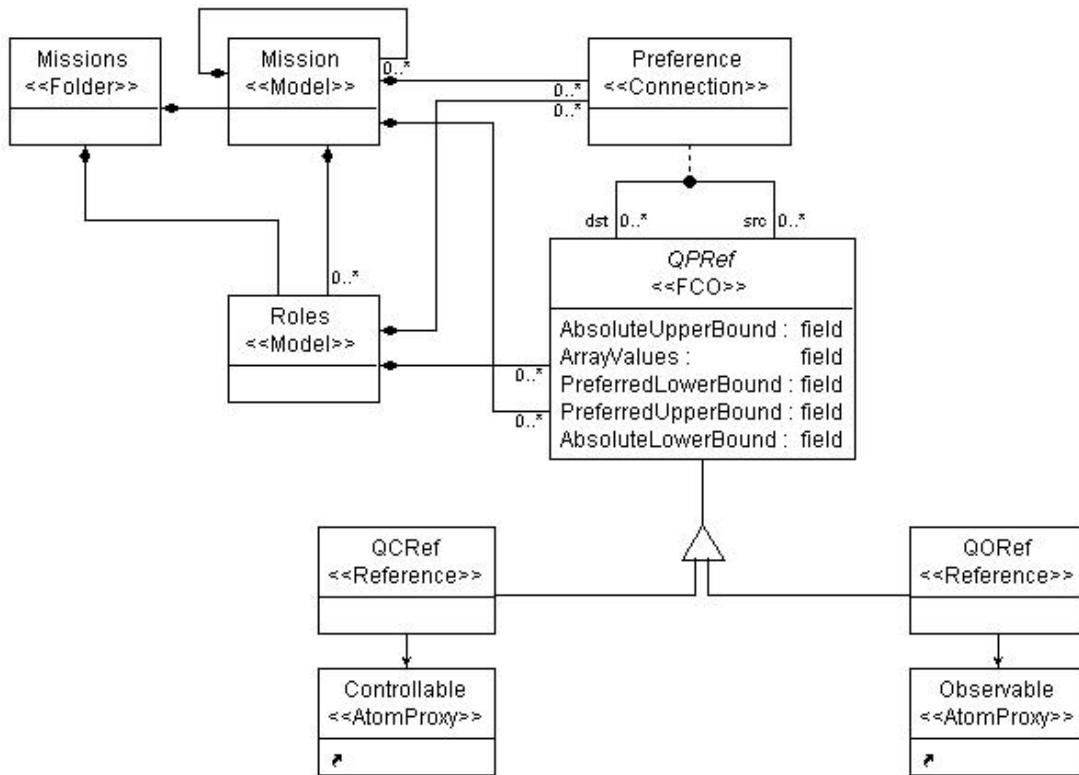 Missions
<<Folder>>
Mission
<<Model>>
0..*
Preference
<<Connection>>
0..*
0..*
dst 0..*
src 0..*
QPRef
<<FCO>>
AbsoluteUpperBound : field
ArrayValues : field
PreferredLowerBound : field
PreferredUpperBound : field
AbsoluteLowerBound : field
0..*
Roles
<<Model>>
0..*
0..*
QCRef
<<Reference>>
QORef
<<Reference>>
Controllable
<<AtomProxy>>
Observable
<<AtomProxy>>